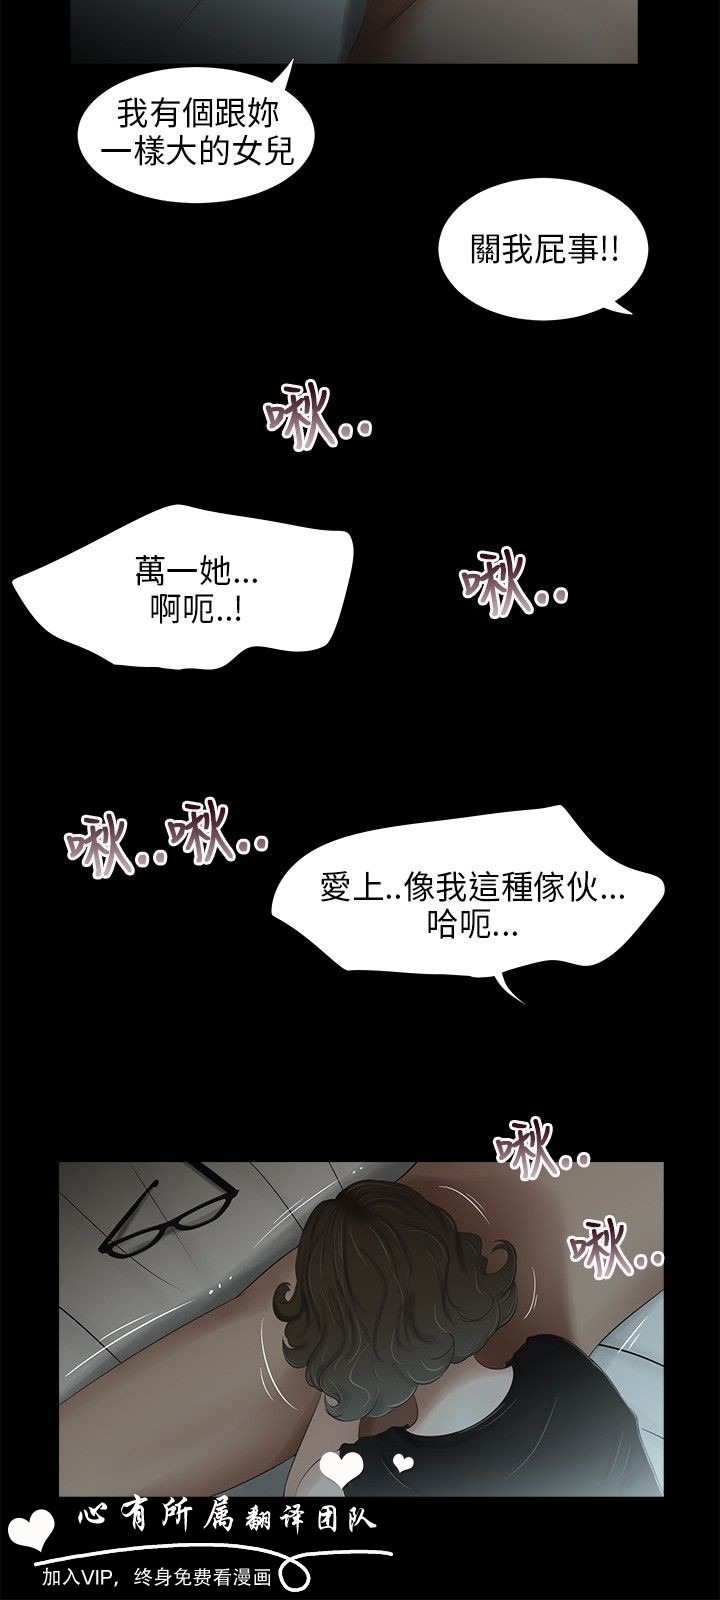 我有個跟妳
一樣大的女兒
關我屁事!!
啾..
萬一她...
啊呃..!
啾..
啾..啾..
愛上..像我這種傢伙...
哈呃...
啾..
啾..
心有所属翻译团队
加入VIP，终身免费看漫画